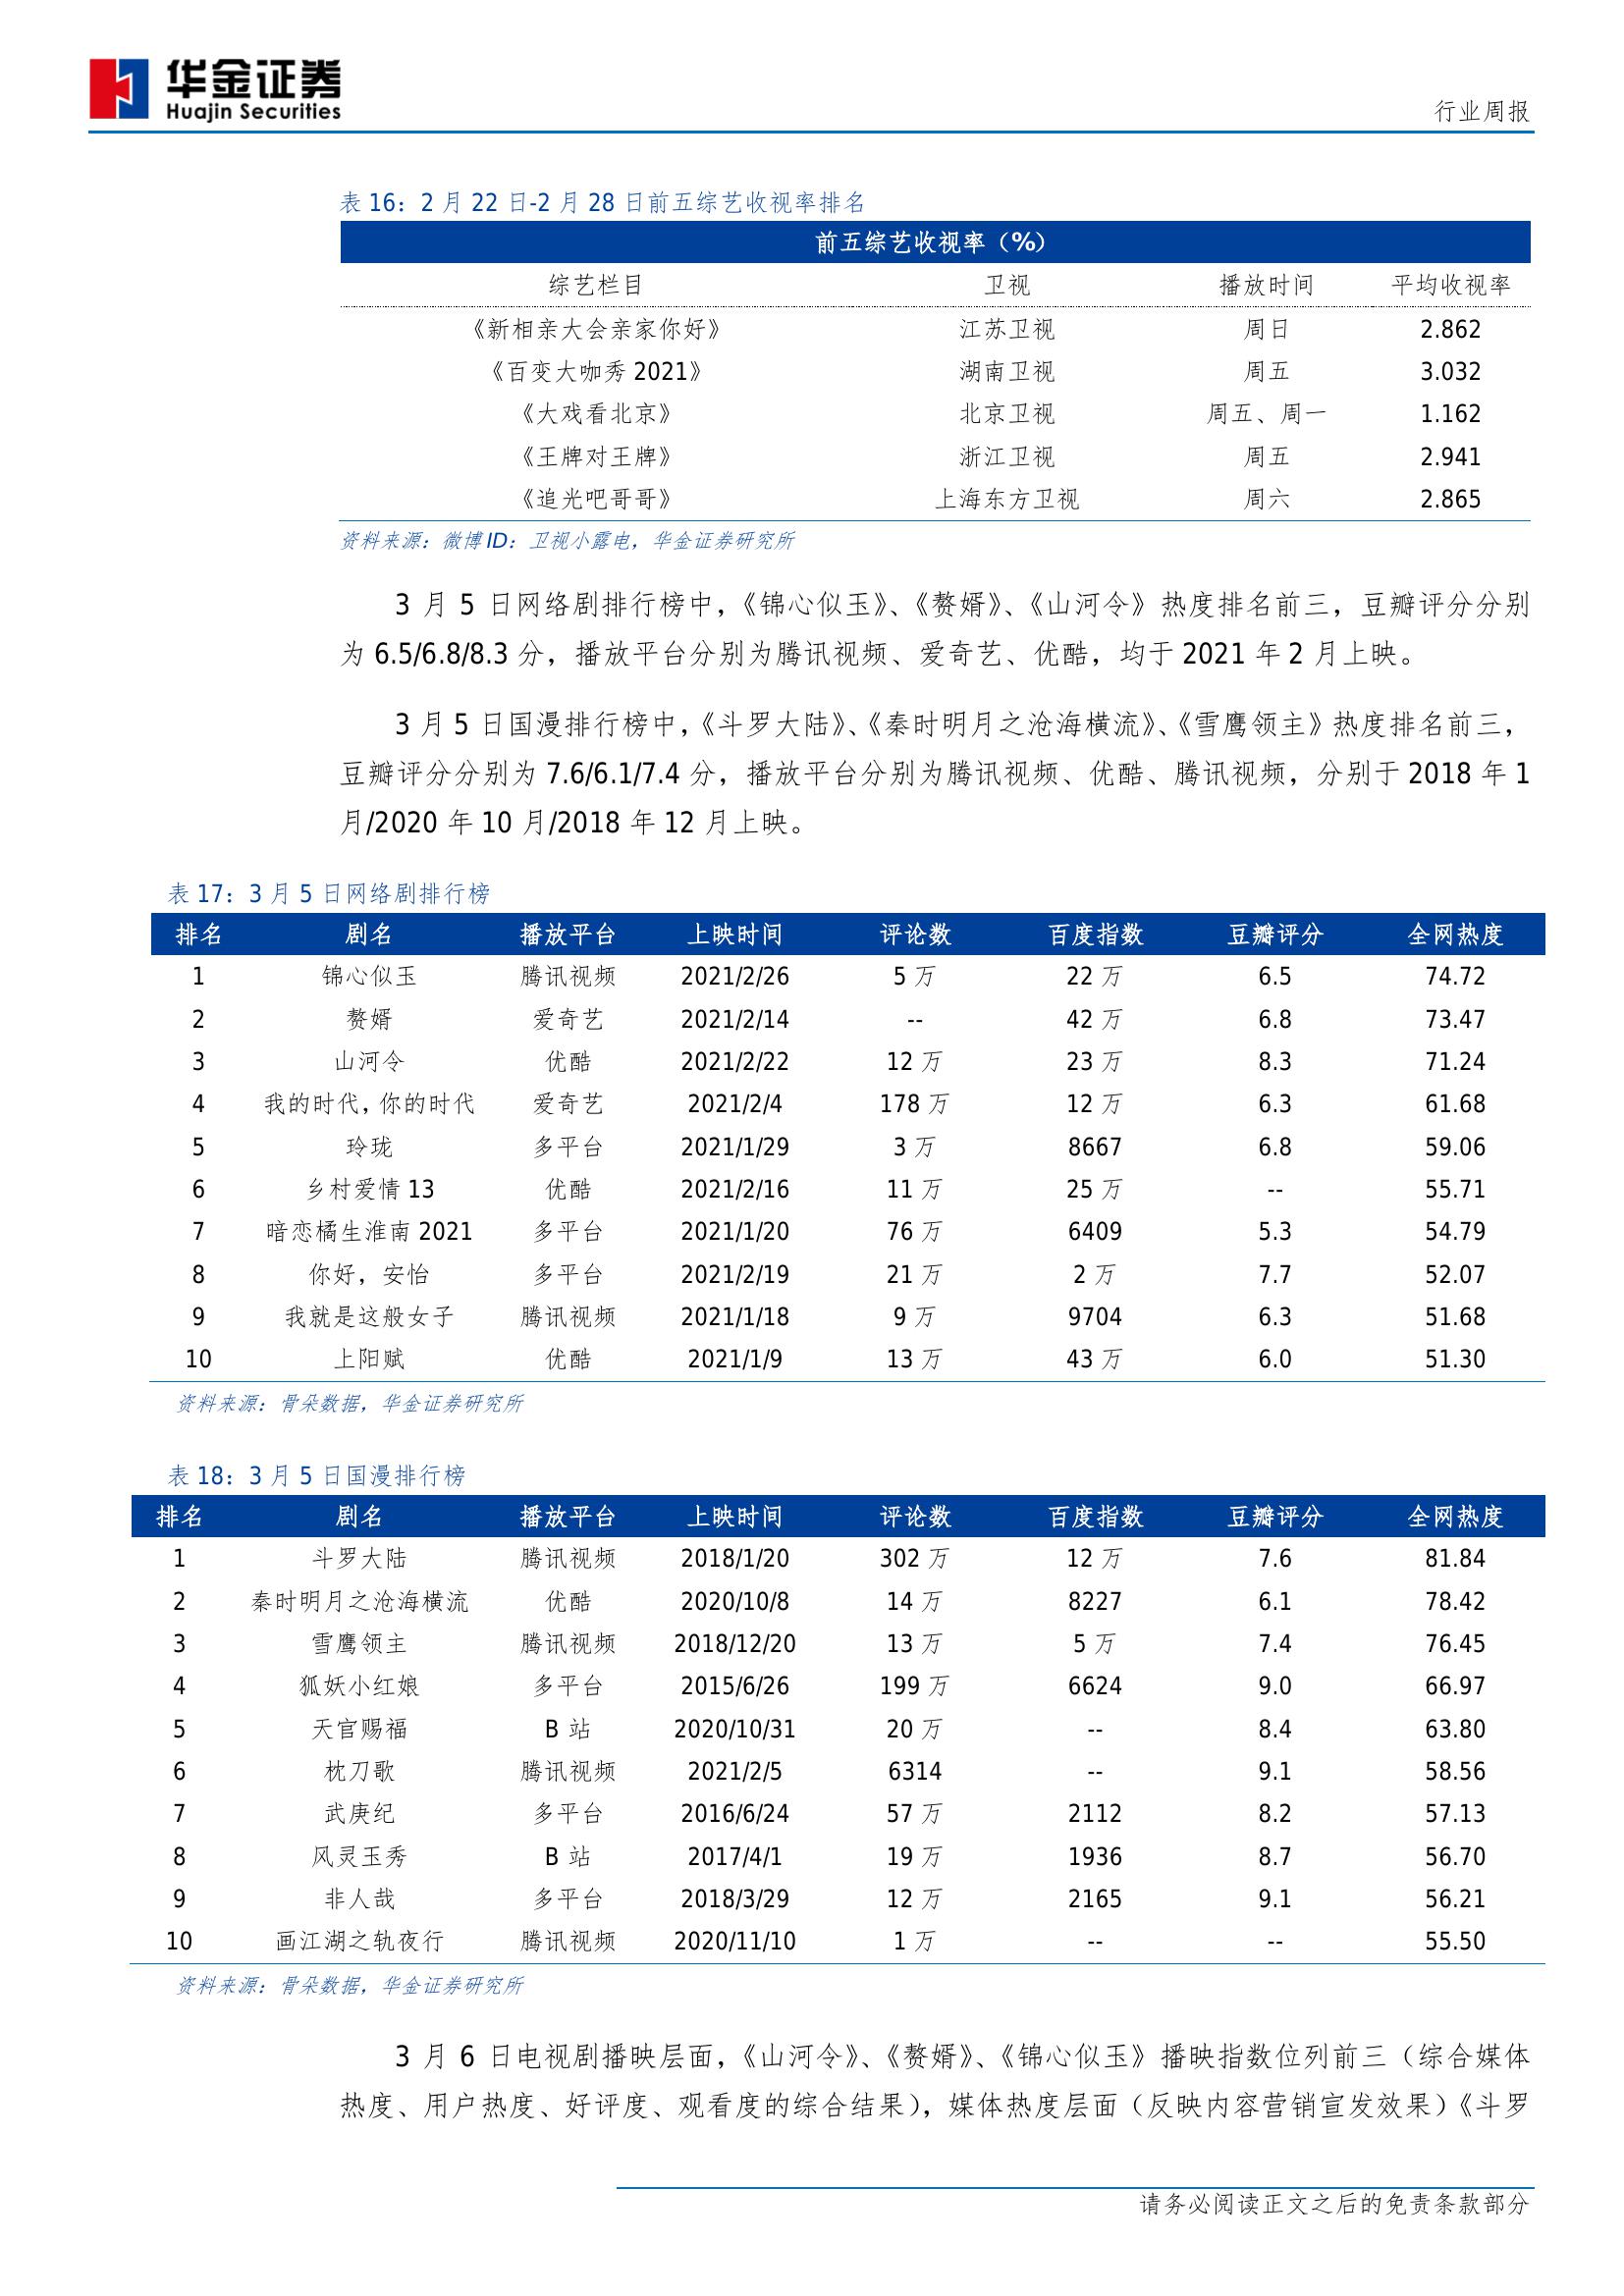 华金证券
Huajin Securities
行业周报
表 16：2 月 22 日-2 月 28 日前五综艺收视率排名
前五综艺收视率（%）
综艺栏目 卫视 播放时间 平均收视率
《新相亲大会亲家你好》 江苏卫视 周日 2.862
《百变大咖秀 2021》 湖南卫视 周五 3.032
《大戏看北京》 北京卫视 周五、周一 1.162
《王牌对王牌》 浙江卫视 周五 2.941
《追光吧哥哥》 上海东方卫视 周六 2.865
资料来源：微博 ID：卫视小露电，华金证券研究所
3 月 5 日网络剧排行榜中，《锦心似玉》、《赘婿》、《山河令》热度排名前三，豆瓣评分分别
为 6.5/6.8/8.3 分，播放平台分别为腾讯视频、爱奇艺、优酷，均于 2021 年 2 月上映。
3 月 5 日国漫排行榜中，《斗罗大陆》、《秦时明月之沧海横流》、《雪鹰领主》热度排名前三，
豆瓣评分分别为 7.6/6.1/7.4 分，播放平台分别为腾讯视频、优酷、腾讯视频，分别于 2018 年 1
月/2020 年 10 月/2018 年 12 月上映。
表 17：3 月 5 日网络剧排行榜
排名 剧名 播放平台 上映时间 评论数 百度指数 豆瓣评分 全网热度
1 锦心似玉 腾讯视频 2021/2/26 5 万 22 万 6.5 74.72
2 赘婿 爱奇艺 2021/2/14 -- 42 万 6.8 73.47
3 山河令 优酷 2021/2/22 12 万 23 万 8.3 71.24
4 我的时代，你的时代 爱奇艺 2021/2/4 178 万 12 万 6.3 61.68
5 玲珑 多平台 2021/1/29 3 万 8667 6.8 59.06
6 乡村爱情 13 优酷 2021/2/16 11 万 25 万 -- 55.71
7 暗恋橘生淮南 2021 多平台 2021/1/20 76 万 6409 5.3 54.79
8 你好，安怡 多平台 2021/2/19 21 万 2 万 7.7 52.07
9 我就是这般女子 腾讯视频 2021/1/18 9 万 9704 6.3 51.68
10 上阳赋 优酷 2021/1/9 13 万 43 万 6.0 51.30
资料来源：骨朵数据，华金证券研究所
表 18：3 月 5 日国漫排行榜
排名 剧名 播放平台 上映时间 评论数 百度指数 豆瓣评分 全网热度
1 斗罗大陆 腾讯视频 2018/1/20 302 万 12 万 7.6 81.84
2 秦时明月之沧海横流 优酷 2020/10/8 14 万 8227 6.1 78.42
3 雪鹰领主 腾讯视频 2018/12/20 13 万 5 万 7.4 76.45
4 狐妖小红娘 多平台 2015/6/26 199 万 6624 9.0 66.97
5 天官赐福 B 站 2020/10/31 20 万 -- 8.4 63.80
6 枕刀歌 腾讯视频 2021/2/5 6314 -- 9.1 58.56
7 武庚纪 多平台 2016/6/24 57 万 2112 8.2 57.13
8 风灵玉秀 B 站 2017/4/1 19 万 1936 8.7 56.70
9 非人哉 多平台 2018/3/29 12 万 2165 9.1 56.21
10 画江湖之轨夜行 腾讯视频 2020/11/10 1 万 -- -- 55.50
资料来源：骨朵数据，华金证券研究所
3 月 6 日电视剧播映层面，《山河令》、《赘婿》、《锦心似玉》播映指数位列前三（综合媒体
热度、用户热度、好评度、观看度的综合结果），媒体热度层面（反映内容营销宣发效果）《斗罗
请务必阅读正文之后的免责条款部分